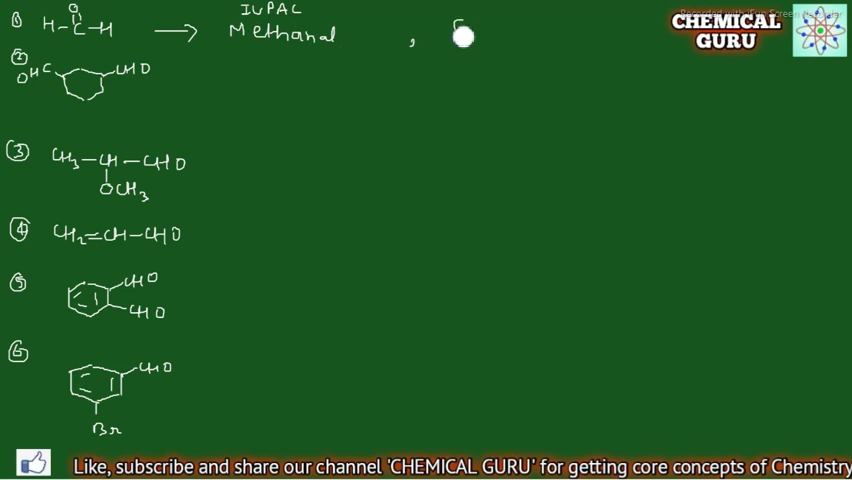 IUPAC
① H-C-H → Methanal ,
O
②
OHC CHO
③ CH3-CH-CHO
OCH3
④ CH2=CH-CHO
⑤ CHO
CHO
⑥
CHO
Br
CHEMICAL
GURU
Like, subscribe and share our channel 'CHEMICAL GURU' for getting core concepts of Chemistry